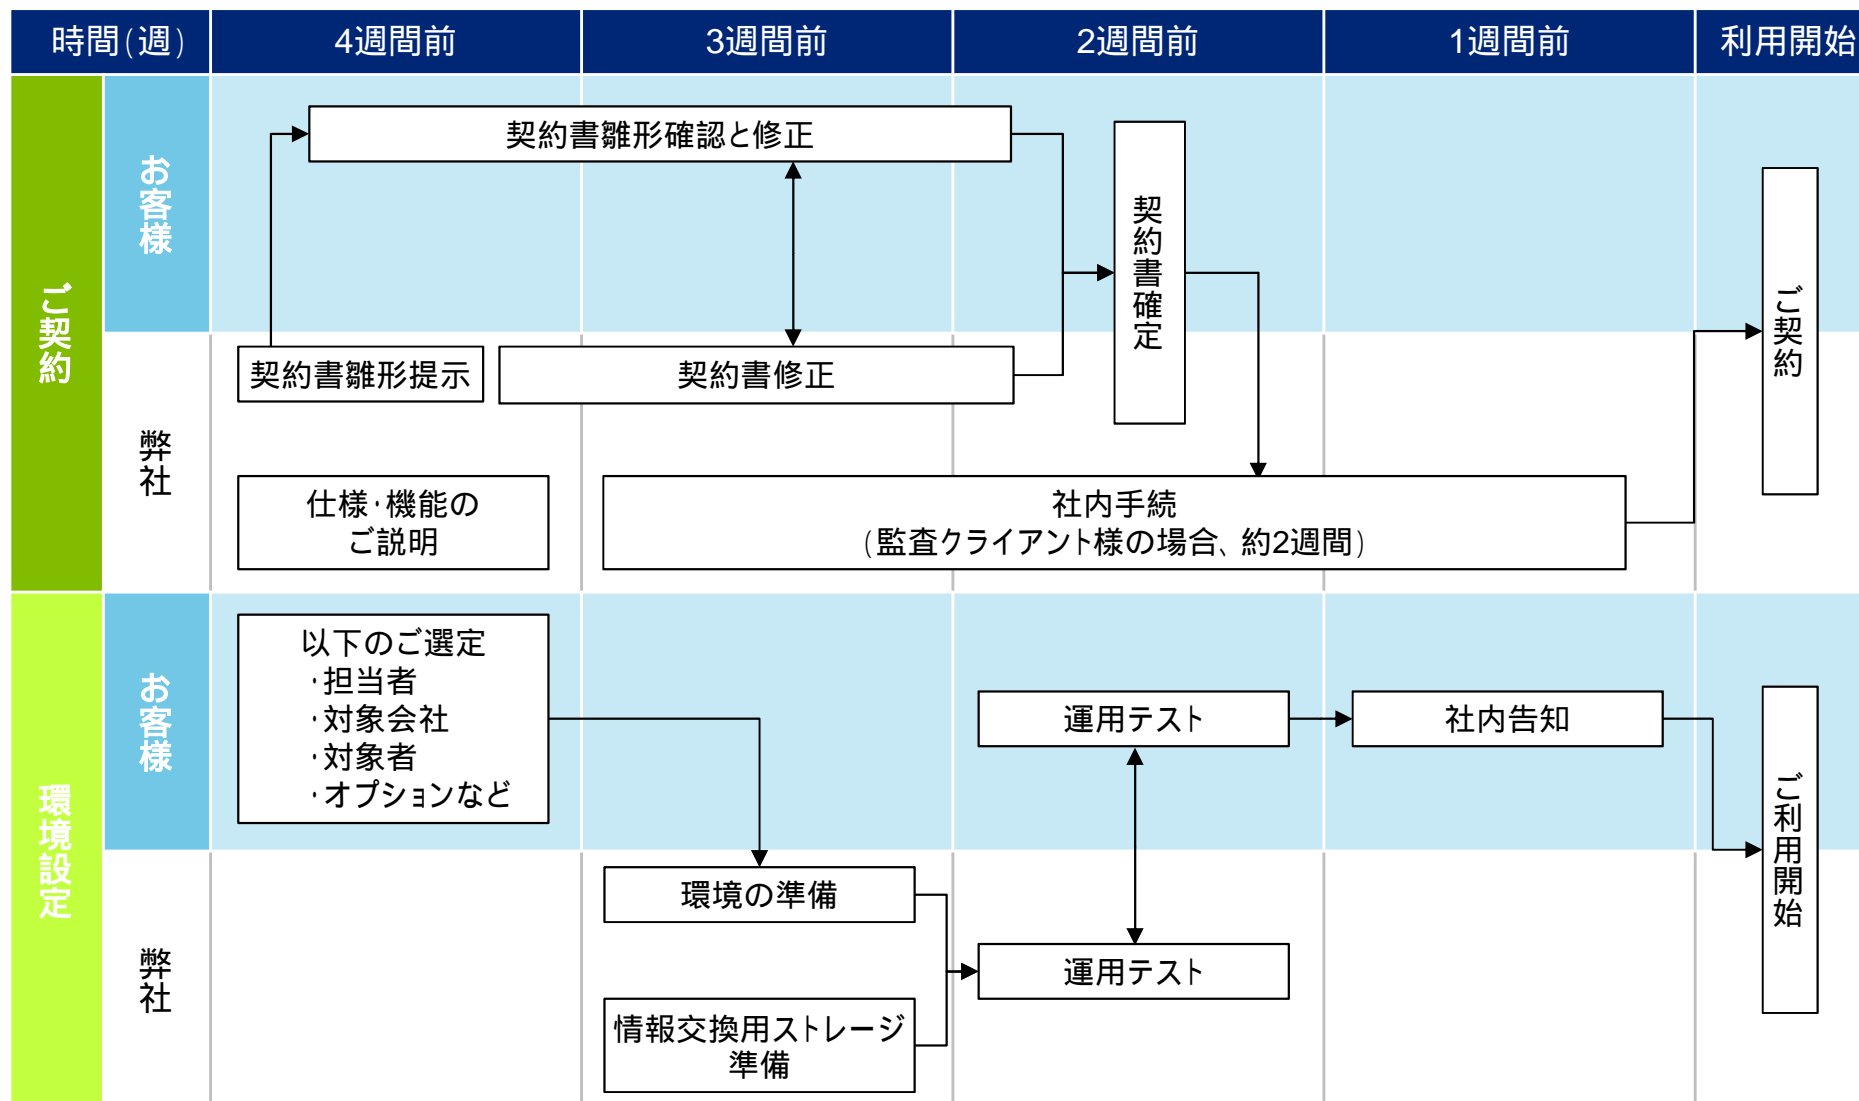 時間(週)
4週間前
3週間前
2週間前
1週間前
利用開始
ご契約
お客様
契約書雛形確認と修正
契約書確定
ご契約
弊社
契約書雛形提示
契約書修正
仕様・機能の
ご説明
社内手続
(監査クライアント様の場合、約2週間)
環境設定
お客様
以下のご選定
・担当者
・対象会社
・対象者
・オプションなど
運用テスト
社内告知
ご利用開始
弊社
環境の準備
運用テスト
情報交換用ストレージ
準備